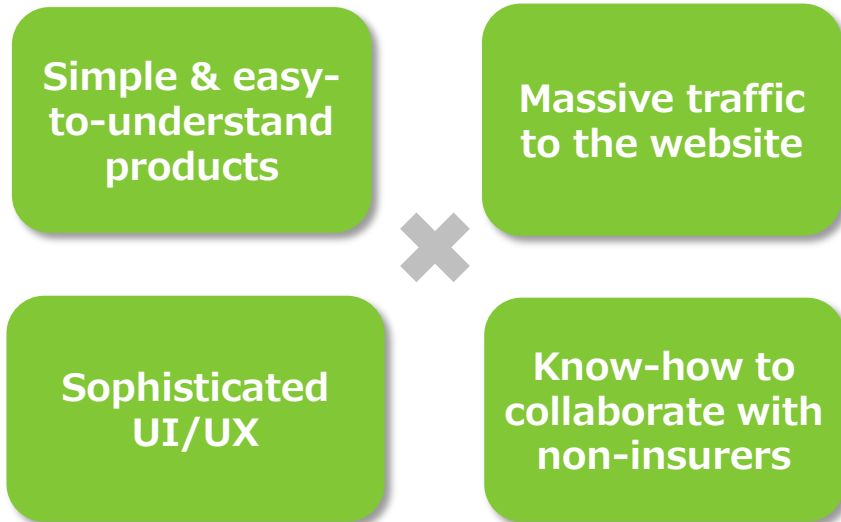 Simple & easy-
to-understand
products
Massive traffic
to the website
Sophisticated
UI/UX
Know-how to
collaborate with
non-insurers